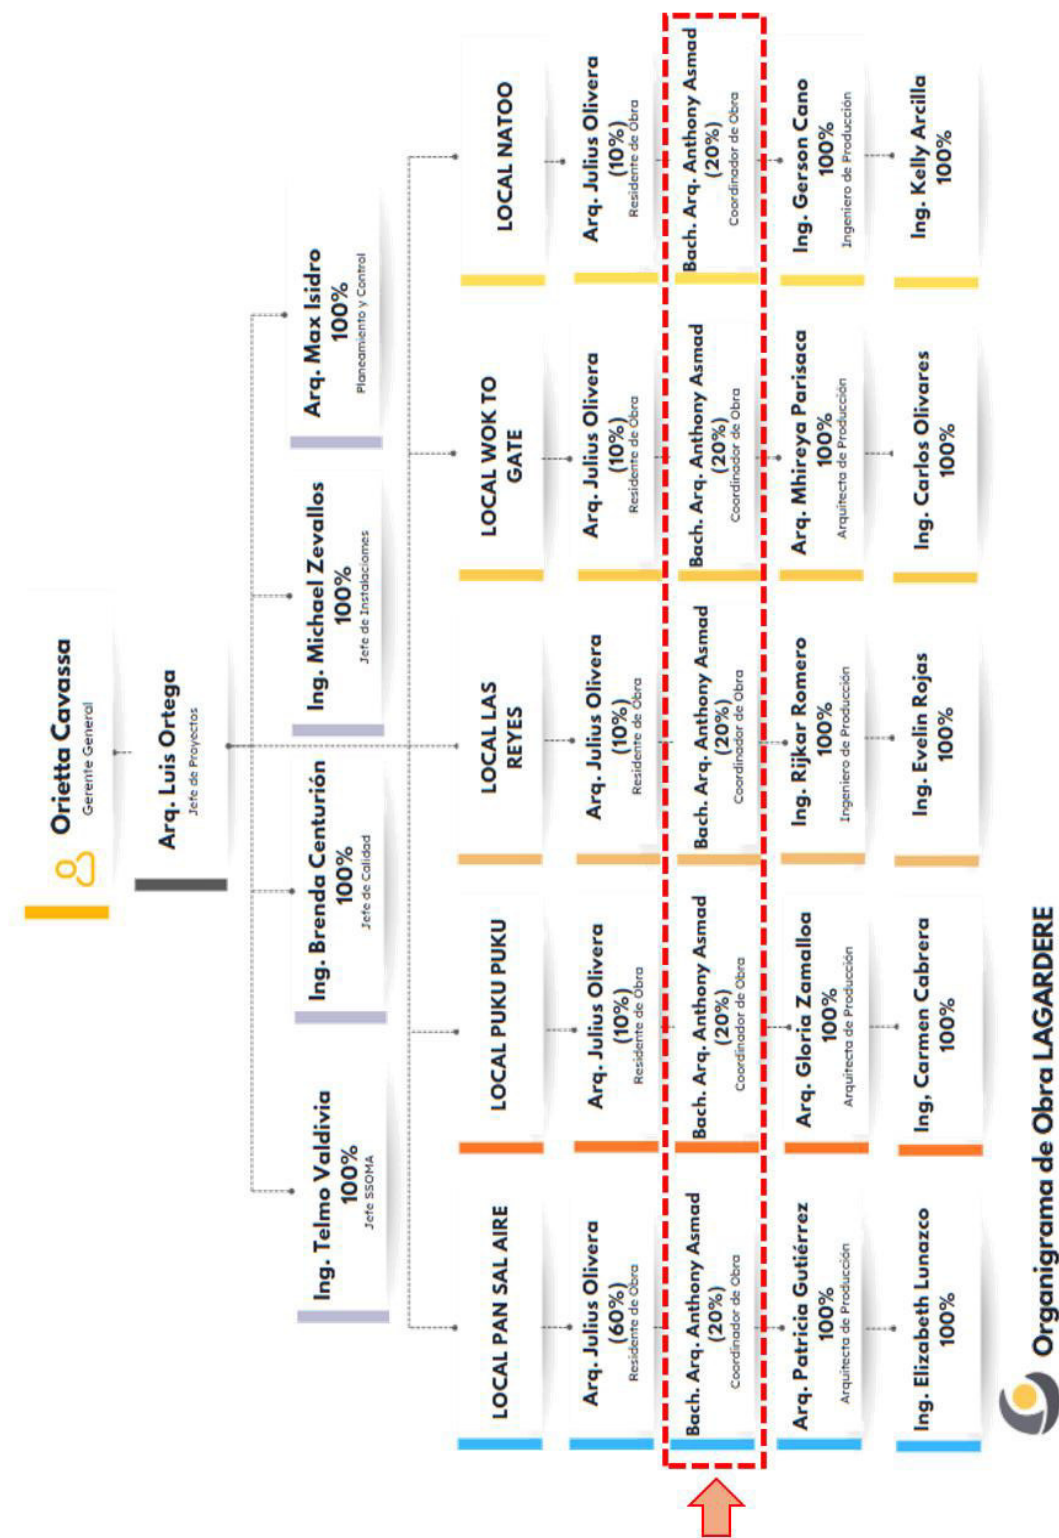 Orietta Cavassa
Gerente General
Arq. Luis Ortega
Jefe de Proyectos
Ing. Telmo Valdivia
100%
Jefe SSOMA
Ing. Brenda Centurión
100%
Jefe de Calidad
Ing. Michael Zevallos
100%
Jefe de Instalaciomes
Arq. Max Isidro
100%
Planeamiento y Control
LOCAL PAN SAL AIRE
Arq. Julius Olivera
(60%)
Residente de Obra
Bach. Arq. Anthony Asmad
(20%)
Coordinador de Obra
Arq. Patricia Gutiérrez
100%
Arquitecta de Producción
Ing. Elizabeth Lunazco
100%
LOCAL PUKU PUKU
Arq. Julius Olivera
(10%)
Residente de Obra
Bach. Arq. Anthony Asmad
(20%)
Coordinador de Obra
Arq. Gloria Zamalloa
100%
Arquitecta de Producción
Ing, Carmen Cabrera
100%
LOCAL LAS
REYES
Arq. Julius Olivera
(10%)
Residente de Obra
Bach. Arq. Anthony Asmad
(20%)
Coordinador de Obra
Ing. Rijkar Romero
100%
Ingeniero de Producción
Ing. Evelin Rojas
100%
LOCAL WOK TO
GATE
Arq. Julius Olivera
(10%)
Residente de Obra
Bach. Arq. Anthony Asmad
(20%)
Coordinador de Obra
Arq. Mhireya Parisaca
100%
Arquitecta de Producción
Ing. Carlos Olivares
100%
LOCAL NATOO
Arq. Julius Olivera
(10%)
Residente de Obra
Bach. Arq. Anthony Asmad
(20%)
Coordinador de Obra
Ing. Gerson Cano
100%
Ingeniero de Producción
Ing. Kelly Arcilla
100%
Organigrama de Obra LAGARDERE